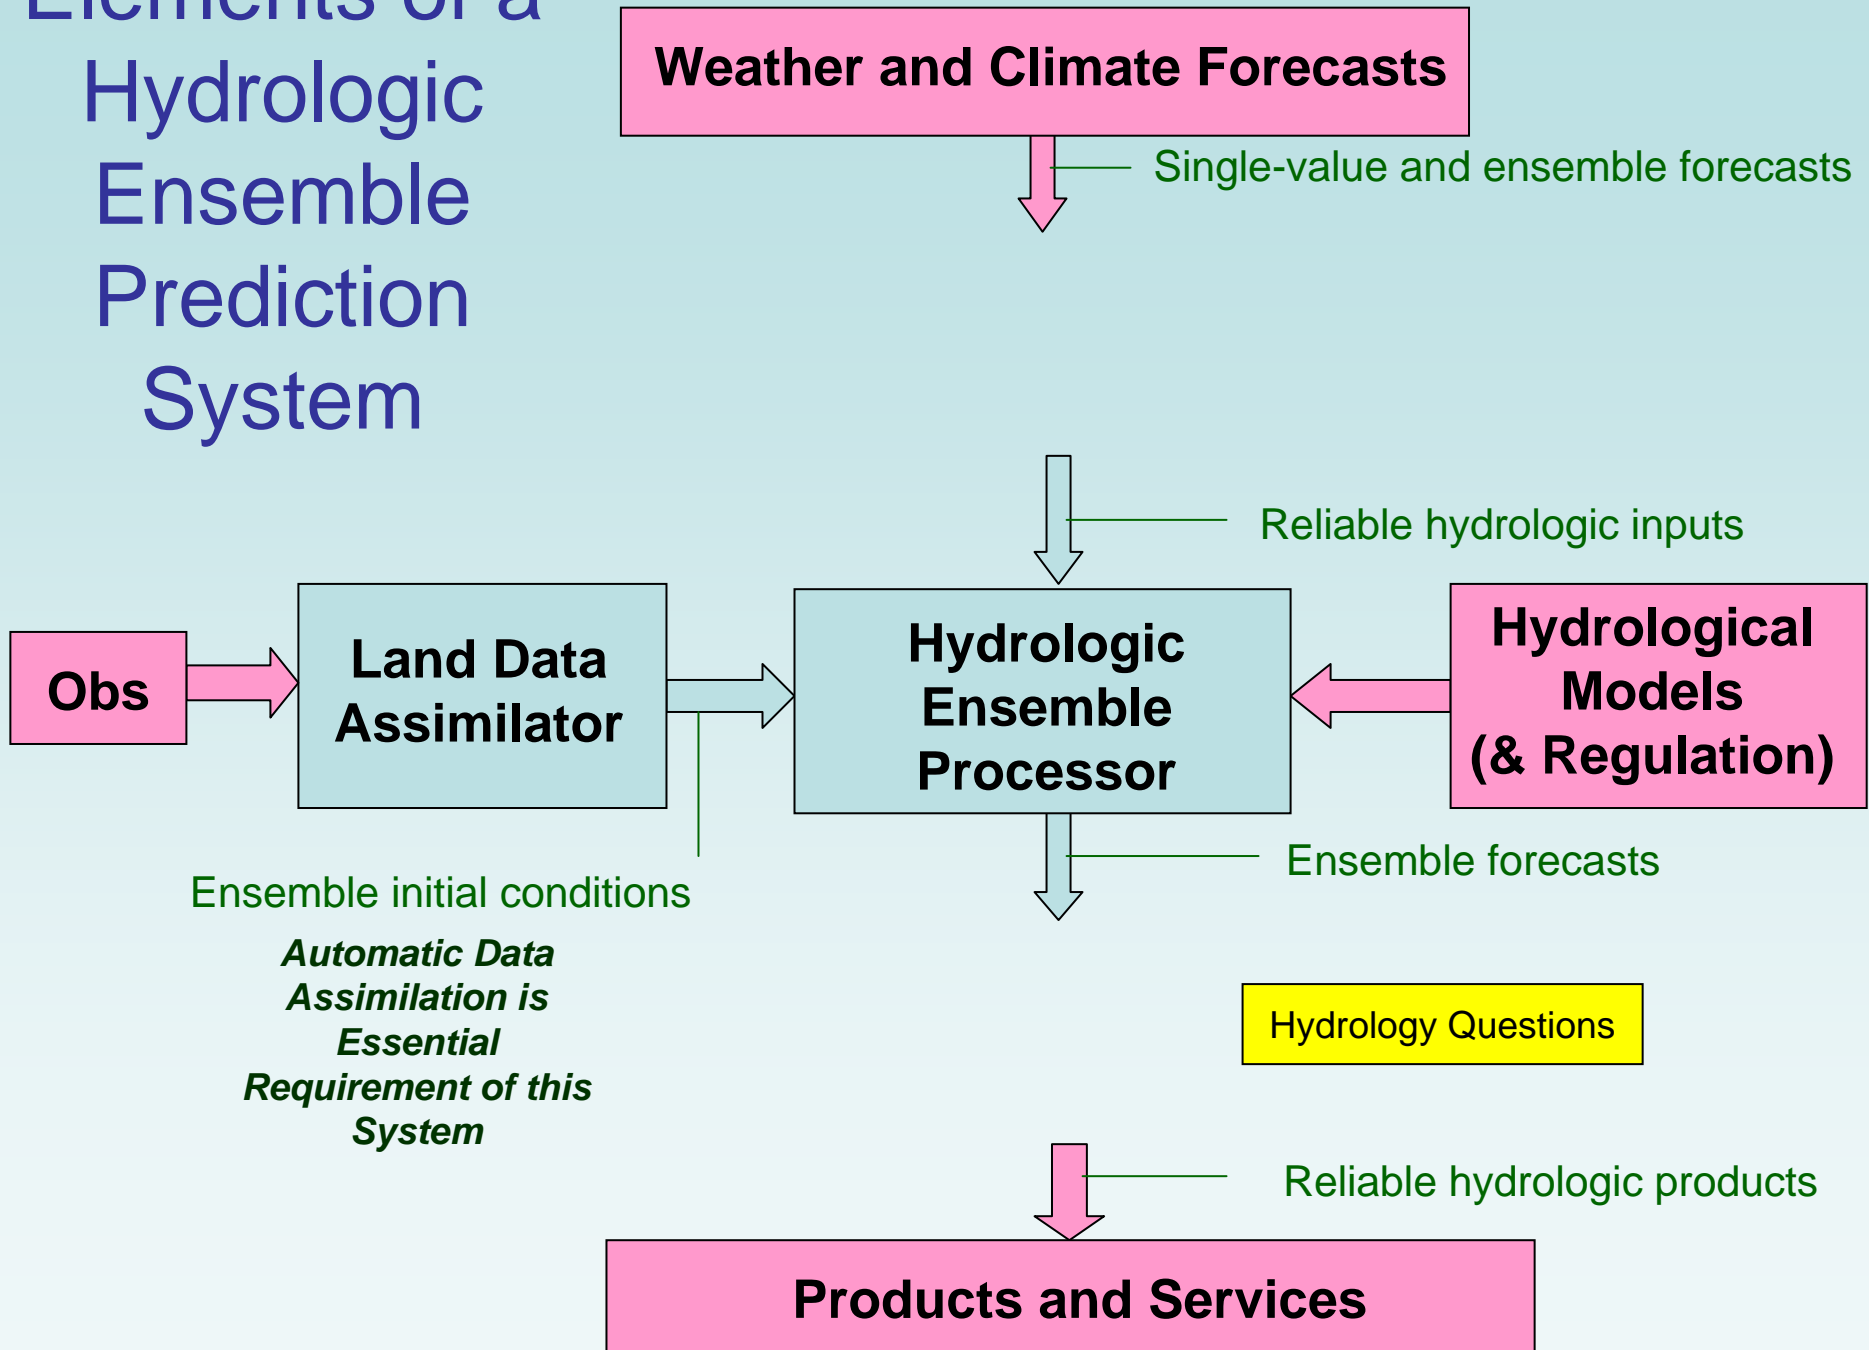 Elements of a
Hydrologic
Ensemble
Prediction
System
Weather and Climate Forecasts
Single-value and ensemble forecasts
Reliable hydrologic inputs
Obs
Land Data
Assimilator
Hydrologic
Ensemble
Processor
Hydrological
Models
(& Regulation)
Ensemble initial conditions
Automatic Data
Assimilation is
Essential
Requirement of this
System
Ensemble forecasts
Hydrology Questions
Reliable hydrologic products
Products and Services